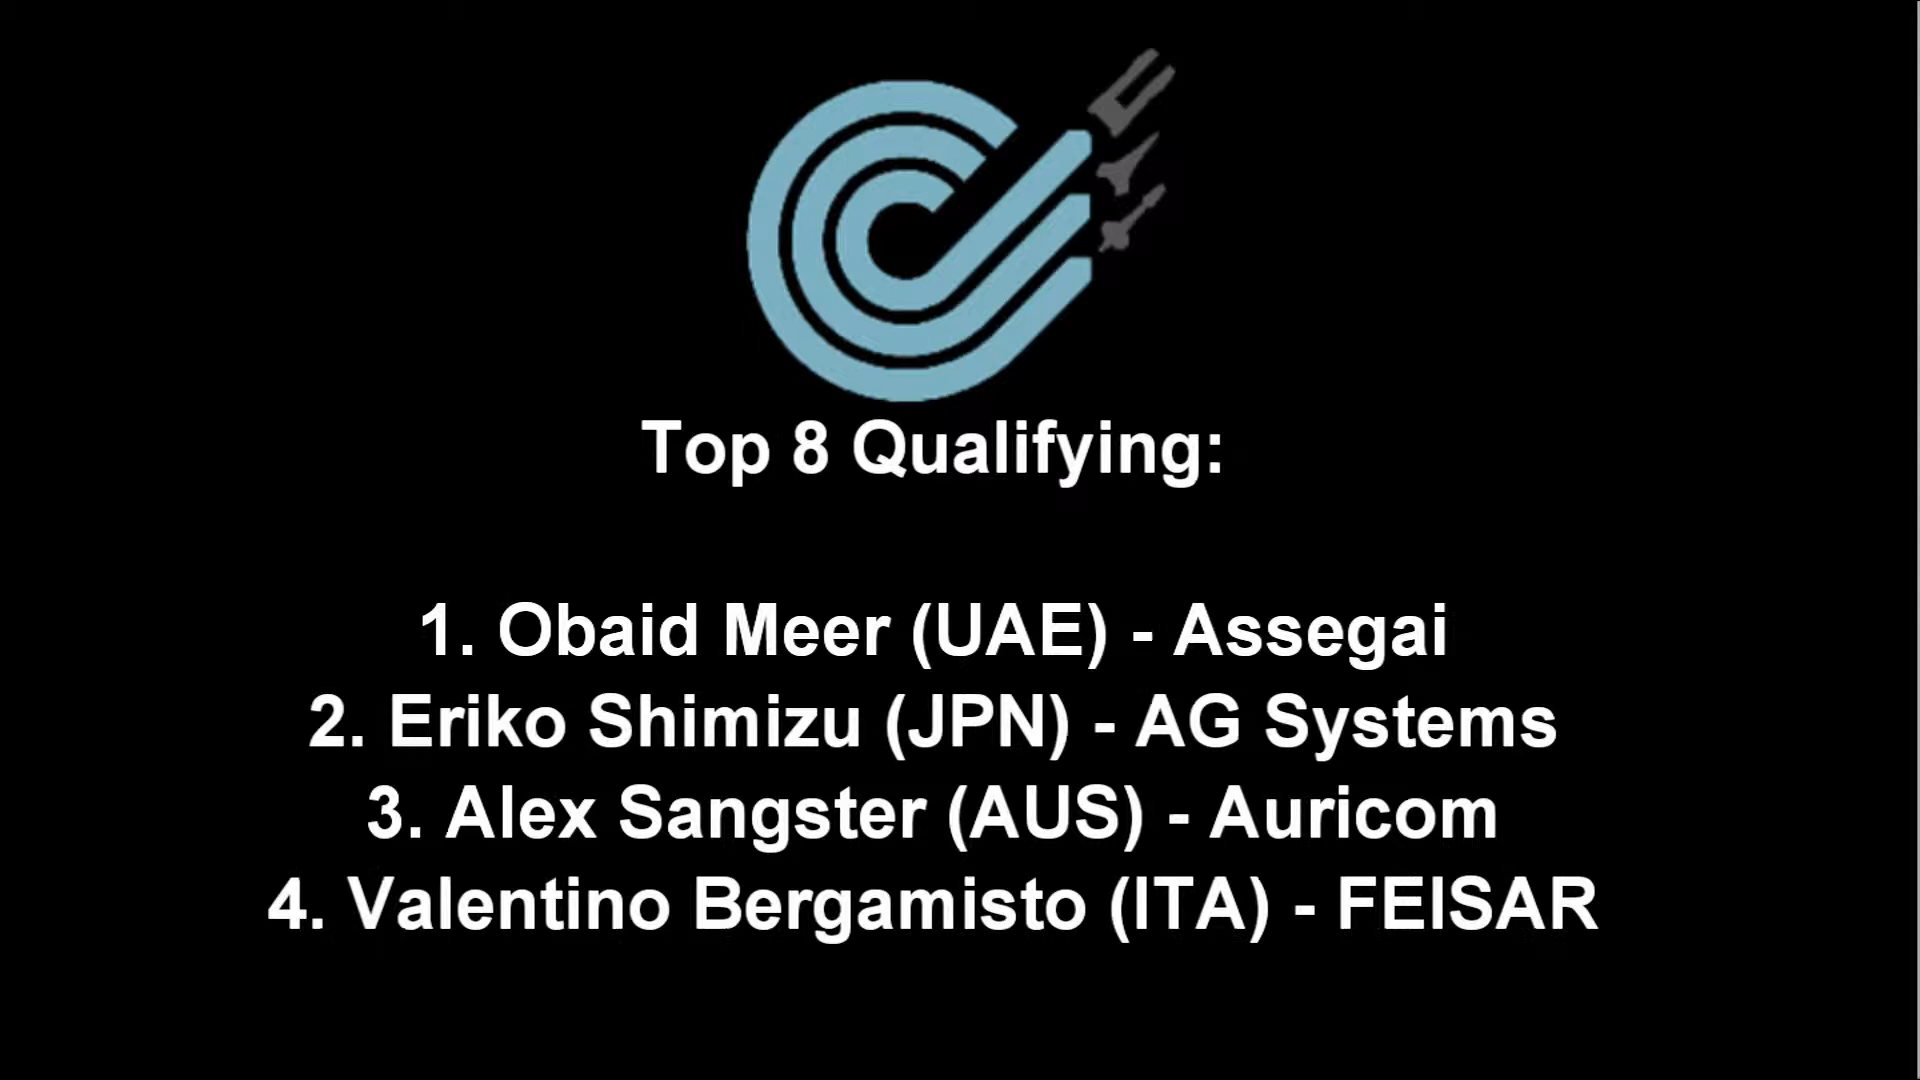 Top 8 Qualifying:
1. Obaid Meer (UAE) - Assegai
2. Eriko Shimizu (JPN) - AG Systems
3. Alex Sangster (AUS) - Auricom
4. Valentino Bergamisto (ITA) - FEISAR